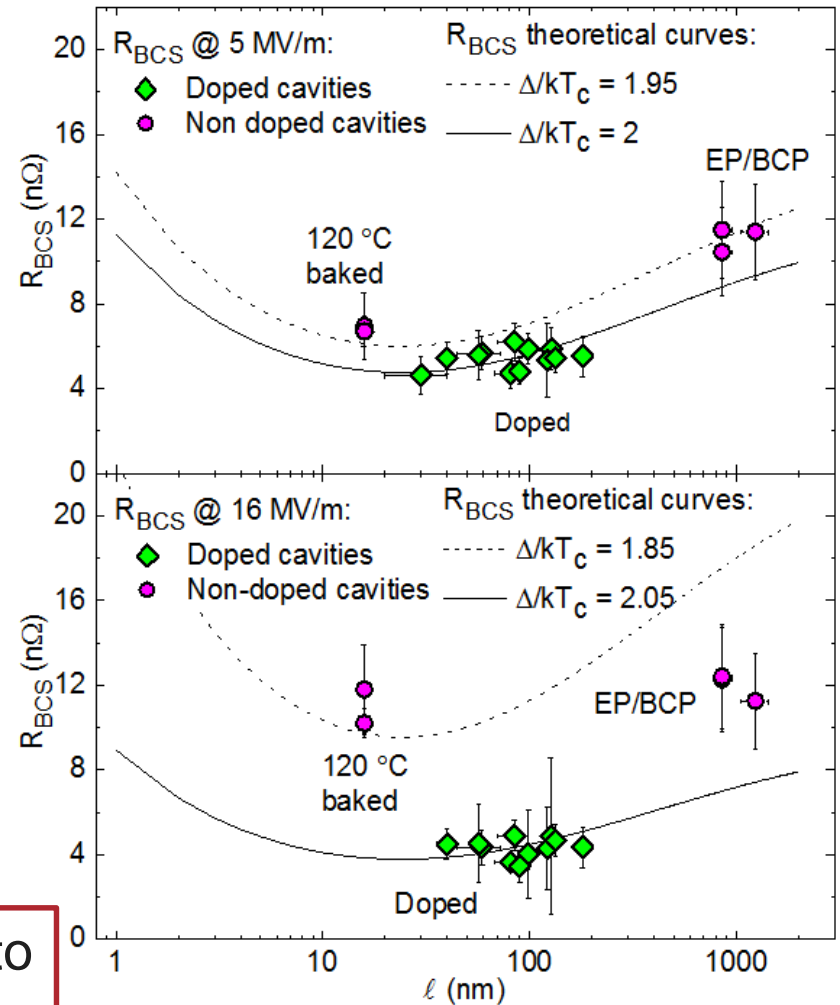 R_BCS @ 5 MV/m:
Doped cavities
Non doped cavities
R_BCS theoretical curves:
Δ/kT_c = 1.95
Δ/kT_c = 2
EP/BCP
120 °C
baked
Doped
R_BCS (nΩ)
20
16
12
8
4
0
R_BCS @ 16 MV/m:
Doped cavities
Non-doped cavities
R_BCS theoretical curves:
Δ/kT_c = 1.85
Δ/kT_c = 2.05
EP/BCP
120 °C
baked
Doped
R_BCS (nΩ)
20
16
12
8
4
0
1 10 100 1000
ℓ (nm)
to